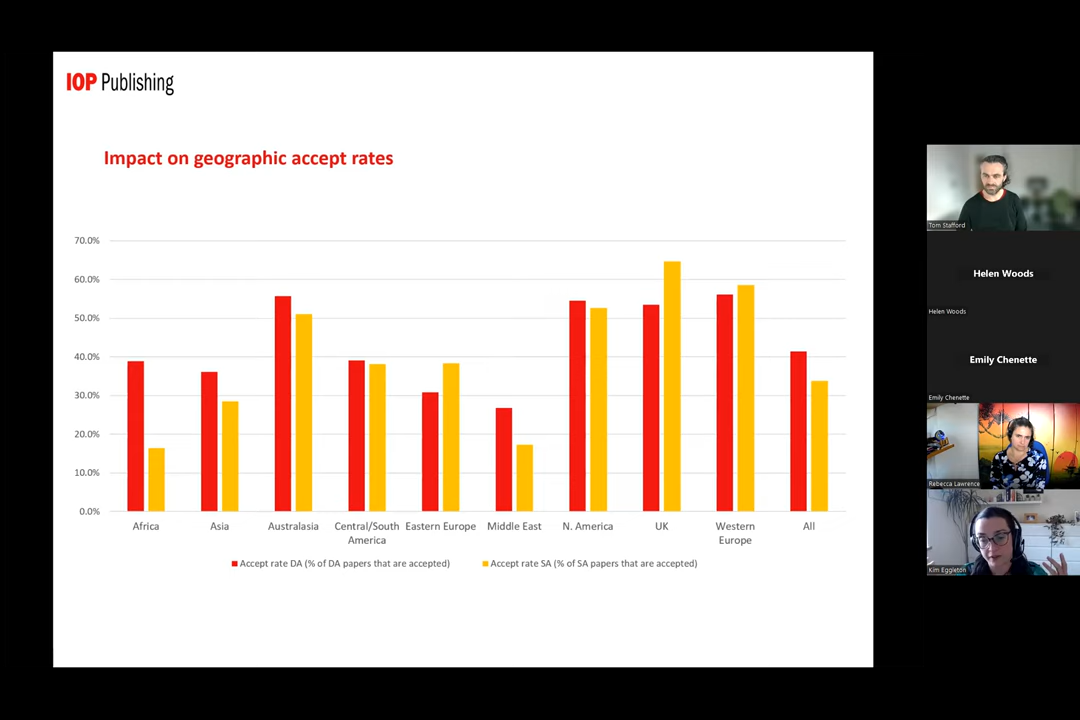 IOP Publishing
Impact on geographic accept rates
70.0%
60.0%
50.0%
40.0%
30.0%
20.0%
10.0%
0.0%
Africa
Asia
Australasia
Central/South
America
Eastern Europe
Middle East
N. America
UK
Western
Europe
All
Accept rate DA (% of DA papers that are accepted)
Accept rate SA (% of SA papers that are accepted)
Tom Stafford
Helen Woods
Helen Woods
Emily Chenette
Emily Chenette
Rebecca Lawrence
Kim Eggleton